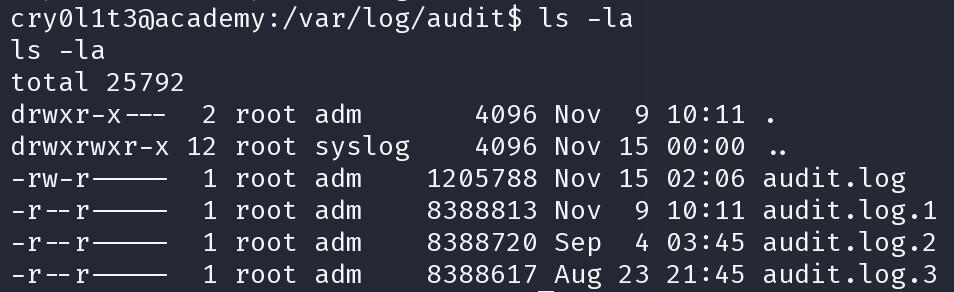 cry0l1t3@academy:/var/log/audit$ ls -la
ls -la
total 25792
drwxr-x---  2 root adm       4096 Nov  9 10:11 .
drwxrwxr-x 12 root syslog    4096 Nov 15 00:00 ..
-rw-r-----  1 root adm    1205788 Nov 15 02:06 audit.log
-r--r-----  1 root adm    8388813 Nov  9 10:11 audit.log.1
-r--r-----  1 root adm    8388720 Sep  4 03:45 audit.log.2
-r--r-----  1 root adm    8388617 Aug 23 21:45 audit.log.3